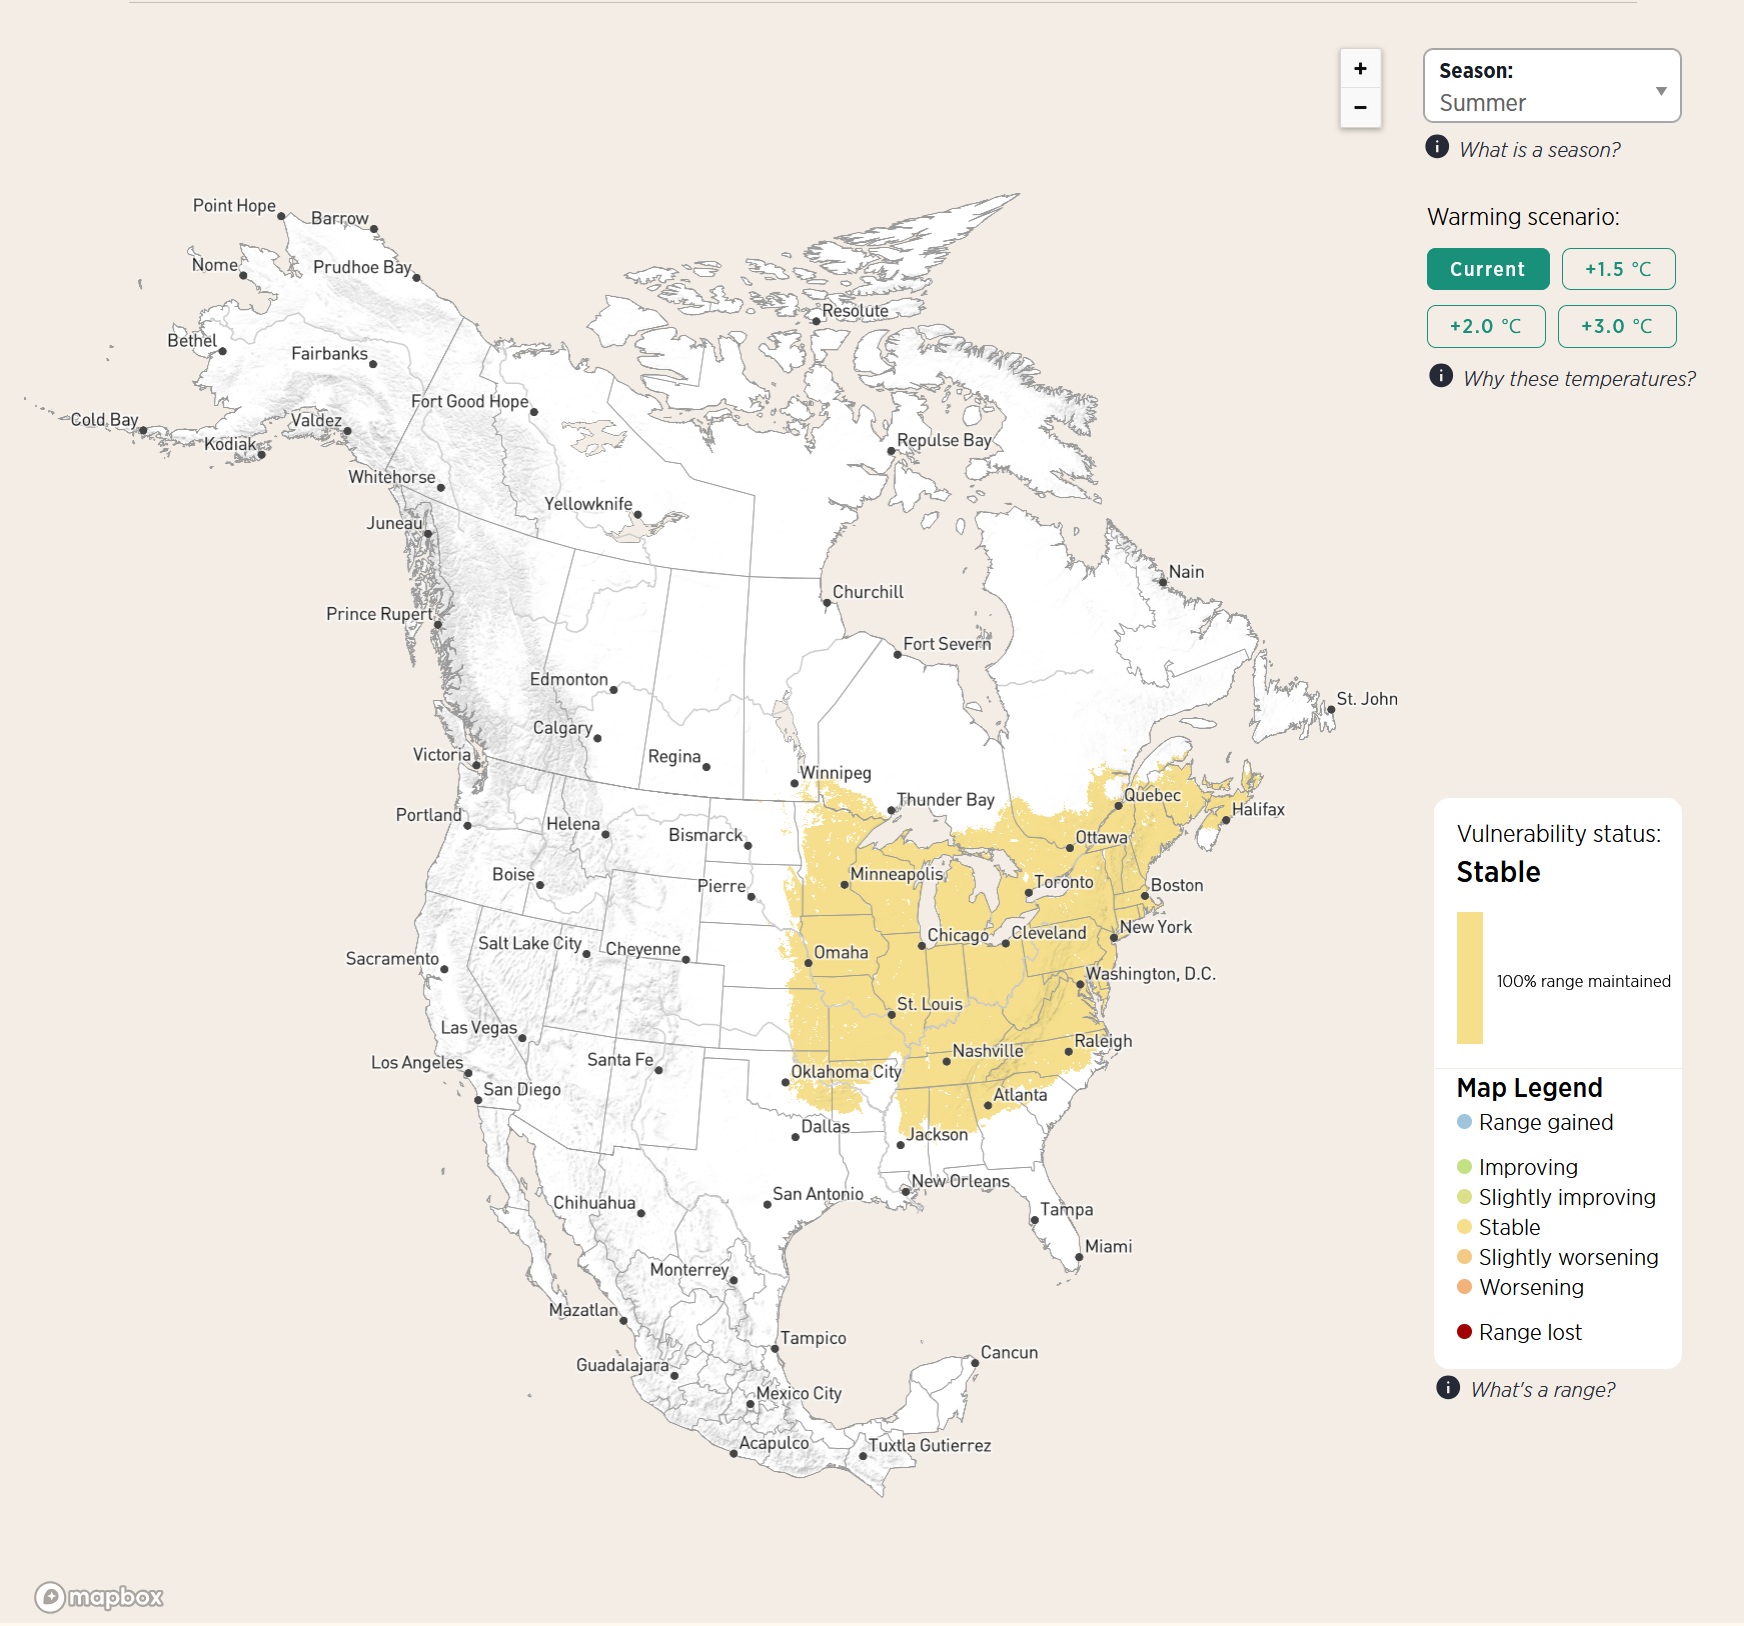 +
−
Season:
Summer
What is a season?
Warming scenario:
Current
+1.5 °C
+2.0 °C
+3.0 °C
Why these temperatures?
Point Hope
Barrow
Nome
Prudhoe Bay
Resolute
Bethel
Fairbanks
Fort Good Hope
Cold Bay
Valdez
Kodiak
Repulse Bay
Whitehorse
Yellowknife
Juneau
Nain
Churchill
Prince Rupert
Fort Severn
Edmonton
St. John
Calgary
Victoria
Regina
Winnipeg
Quebec
Thunder Bay
Halifax
Portland
Helena
Bismarck
Ottawa
Boise
Pierre
Minneapolis
Toronto
Boston
New York
Salt Lake City
Cheyenne
Chicago
Cleveland
Sacramento
Omaha
Washington, D.C.
St. Louis
Las Vegas
Nashville
Raleigh
Los Angeles
Santa Fe
Oklahoma City
San Diego
Atlanta
Dallas
Jackson
New Orleans
Chihuahua
San Antonio
Tampa
Miami
Monterrey
Mazatlan
Tampico
Cancun
Guadalajara
Mexico City
Acapulco
Tuxtla Gutierrez
Vulnerability status:
Stable
100% range maintained
Map Legend
Range gained
Improving
Slightly improving
Stable
Slightly worsening
Worsening
Range lost
What's a range?
mapbox